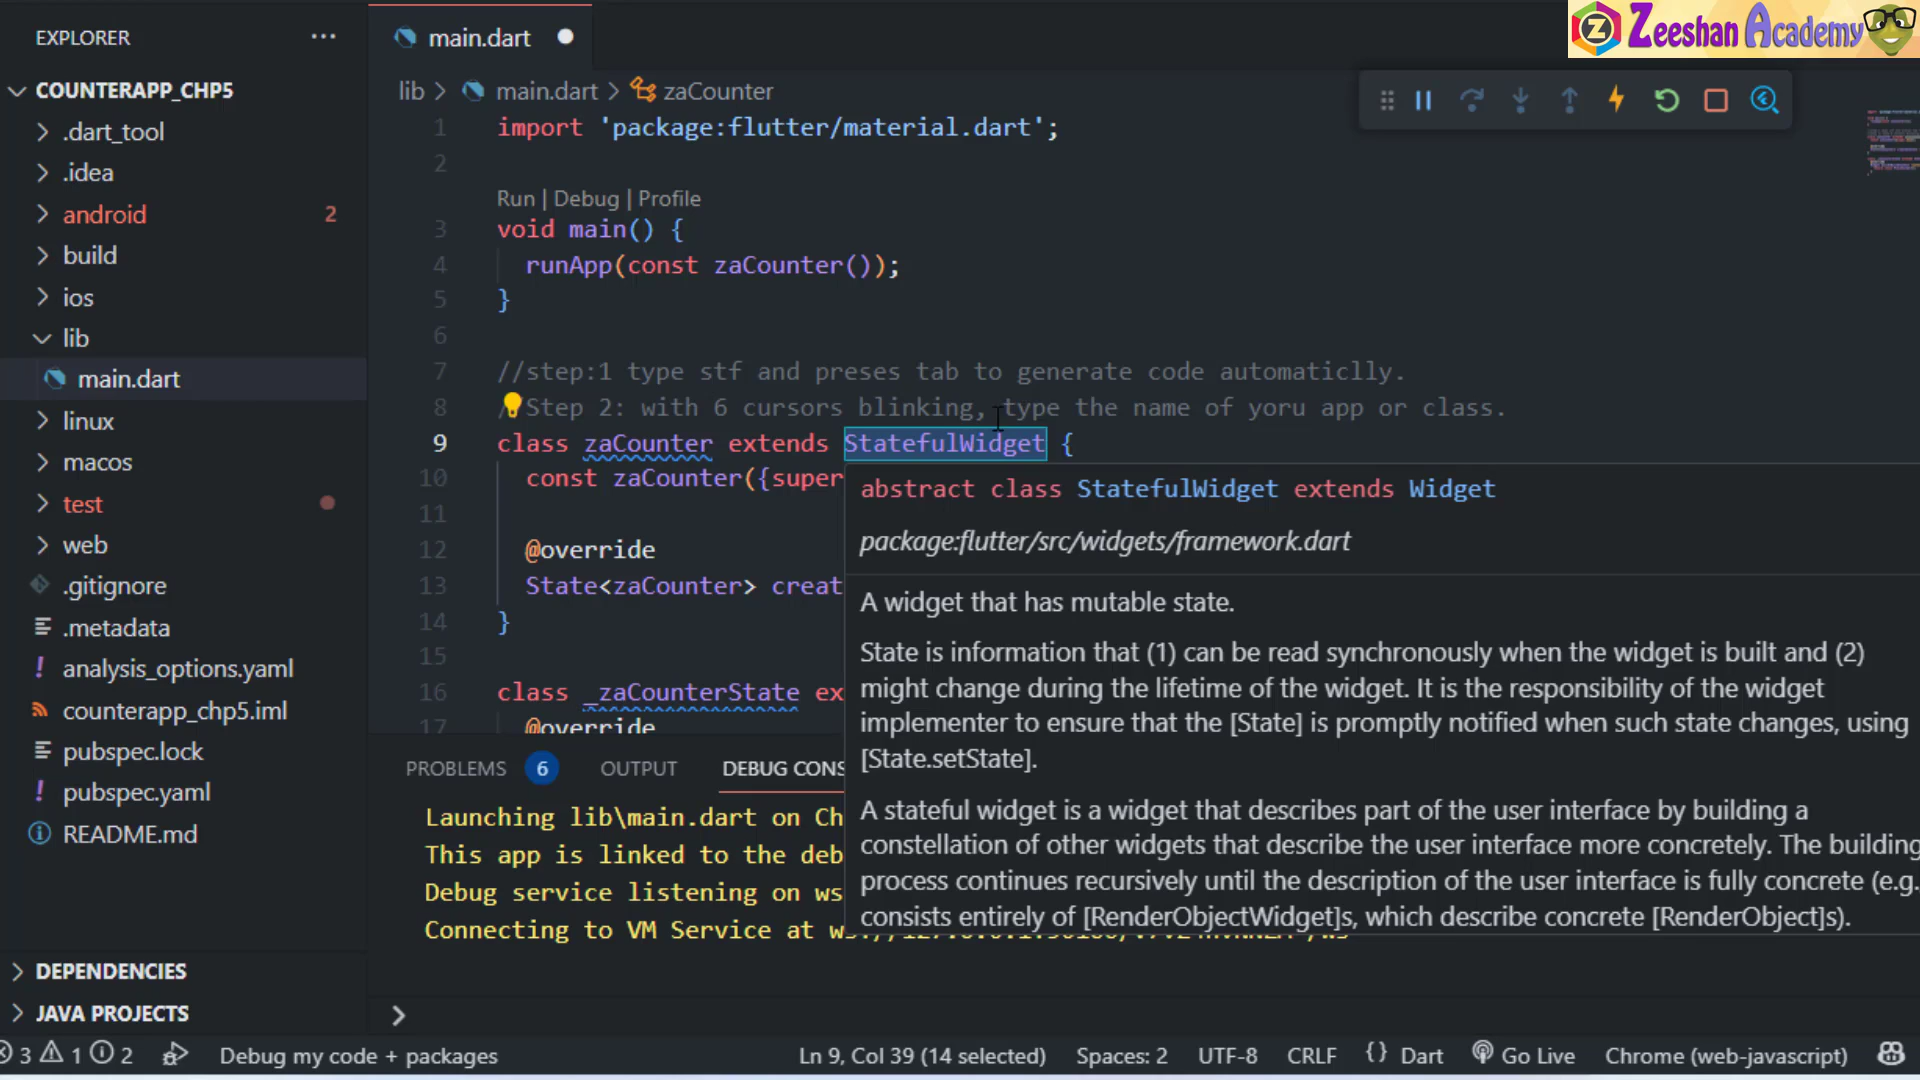 Zeeshan Academy
EXPLORER
main.dart
COUNTERAPP_CHP5
.dart_tool
.idea
android 2
build
ios
lib
main.dart
linux
macos
test
web
.gitignore
.metadata
analysis_options.yaml
counterapp_chp5.iml
pubspec.lock
pubspec.yaml
README.md
DEPENDENCIES
JAVA PROJECTS
lib > main.dart > zaCounter
1 import 'package:flutter/material.dart';
2
Run | Debug | Profile
3 void main() {
4 runApp(const zaCounter());
5 }
6
7 //step:1 type stf and preses tab to generate code automaticlly.
8 /Step 2: with 6 cursors blinking, type the name of yoru app or class.
9 class zaCounter extends StatefulWidget {
10 const zaCounter({super
11
12 @override
13 State<zaCounter> creat
14 }
15
16 class _zaCounterState ex
17 @override
abstract class StatefulWidget extends Widget
package:flutter/src/widgets/framework.dart
A widget that has mutable state.
State is information that (1) can be read synchronously when the widget is built and (2)
might change during the lifetime of the widget. It is the responsibility of the widget
implementer to ensure that the [State] is promptly notified when such state changes, using
[State.setState].
A stateful widget is a widget that describes part of the user interface by building a
constellation of other widgets that describe the user interface more concretely. The building
process continues recursively until the description of the user interface is fully concrete (e.g.
consists entirely of [RenderObjectWidget]s, which describe concrete [RenderObject]s).
PROBLEMS 6 OUTPUT DEBUG CONS
Launching lib\main.dart on Ch
This app is linked to the deb
Debug service listening on ws
Connecting to VM Service at
3 1 2 Debug my code + packages Ln 9, Col 39 (14 selected) Spaces: 2 UTF-8 CRLF {} Dart Go Live Chrome (web-javascript)